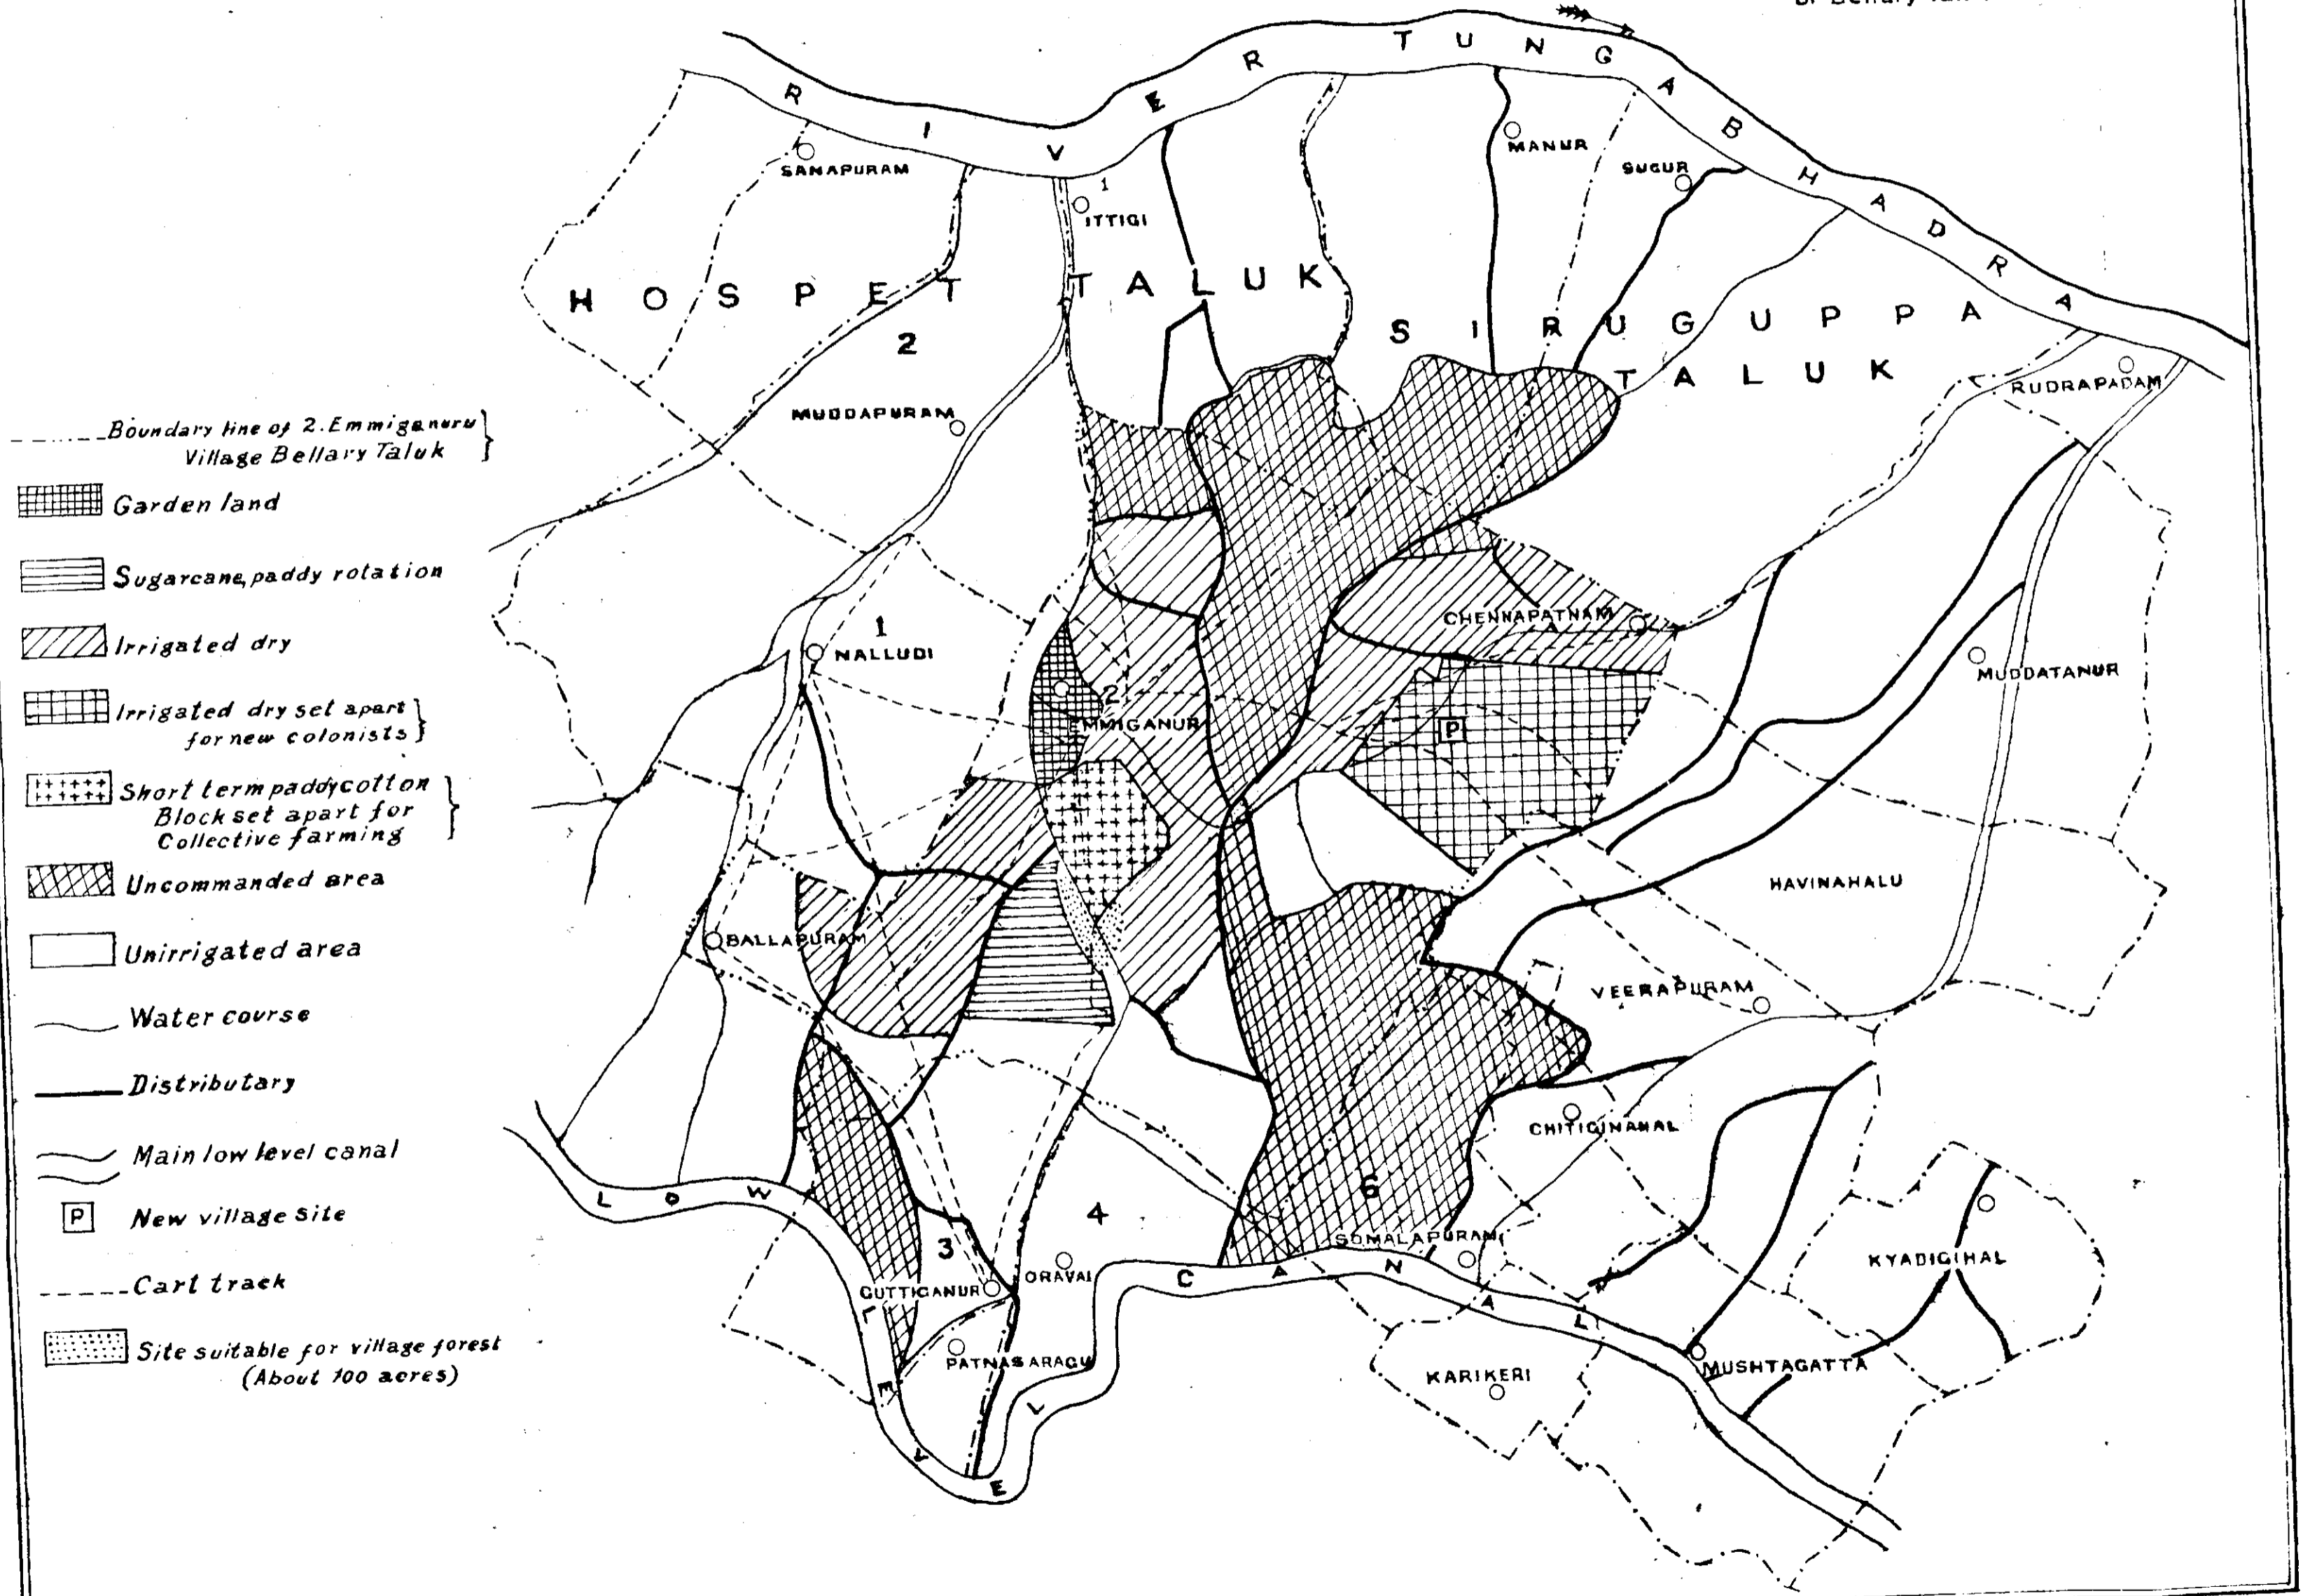 RIVER TUNGABHADRA
SANAPURAM
1
ITTIGI
MANUR
SUGUR
HOSPET TALUK
2
SIRUGUPPA
TALUK
RUDRAPADAM
MUDDAPURAM
CHENNAPATNAM
1
NALLUDI
MUDDATANUR
2
EMMIGANUR
P
HAVINAHALU
BALLAPURAM
VEERAPURAM
CHITIGINAHAL
6
4
3
SOMALAPURAM
KYADIGIHAL
ORAVAI
GUTTIGANUR
PATNASARAGU
MUSHTAGATTA
KARIKERI
LOW LEVEL CANAL
Boundary line of 2. Emmiganuru
Village Bellary Taluk
Garden land
Sugarcane, paddy rotation
Irrigated dry
Irrigated dry set apart
for new colonists
Short term paddy cotton
Block set apart for
Collective farming
Uncommanded area
Unirrigated area
Water course
Distributary
Main low level canal
P New village site
Cart track
Site suitable for village forest
(About 100 acres)